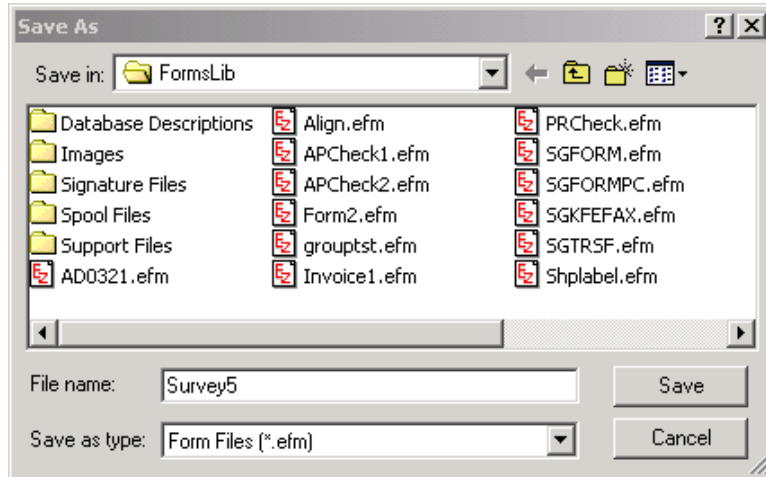 Save As
Save in: FormsLib
Database Descriptions Align.efm PRCheck.efm
Images APCheck1.efm SGFORM.efm
Signature Files APCheck2.efm SGFORMPC.efm
Spool Files Form2.efm SGKFEFAX.efm
Support Files grouptst.efm SGTRSF.efm
AD0321.efm Invoice1.efm Shplabel.efm
File name: Survey5 Save
Save as type: Form Files (*.efm) Cancel